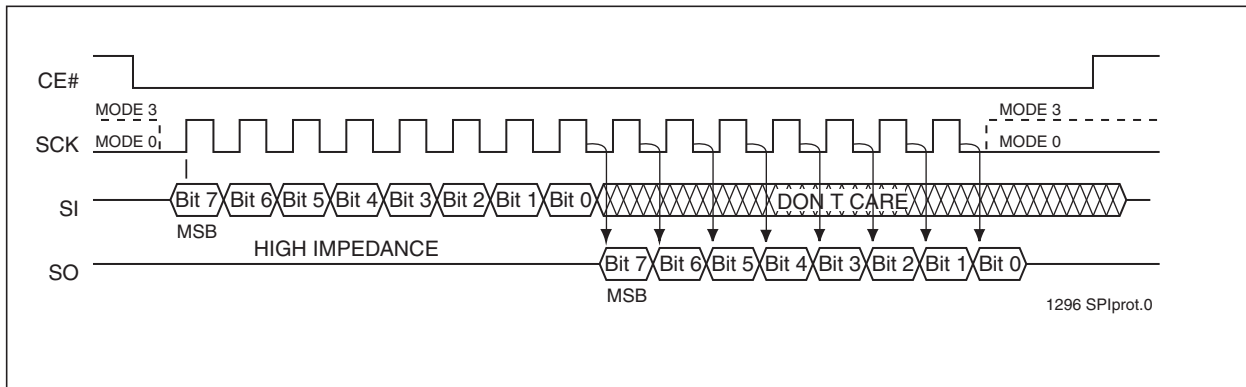 CE#
MODE 3 MODE 3
SCK MODE 0 MODE 0
SI Bit 7 Bit 6 Bit 5 Bit 4 Bit 3 Bit 2 Bit 1 Bit 0 DON T CARE
MSB
HIGH IMPEDANCE
SO Bit 7 Bit 6 Bit 5 Bit 4 Bit 3 Bit 2 Bit 1 Bit 0
MSB
1296 SPIprot.0